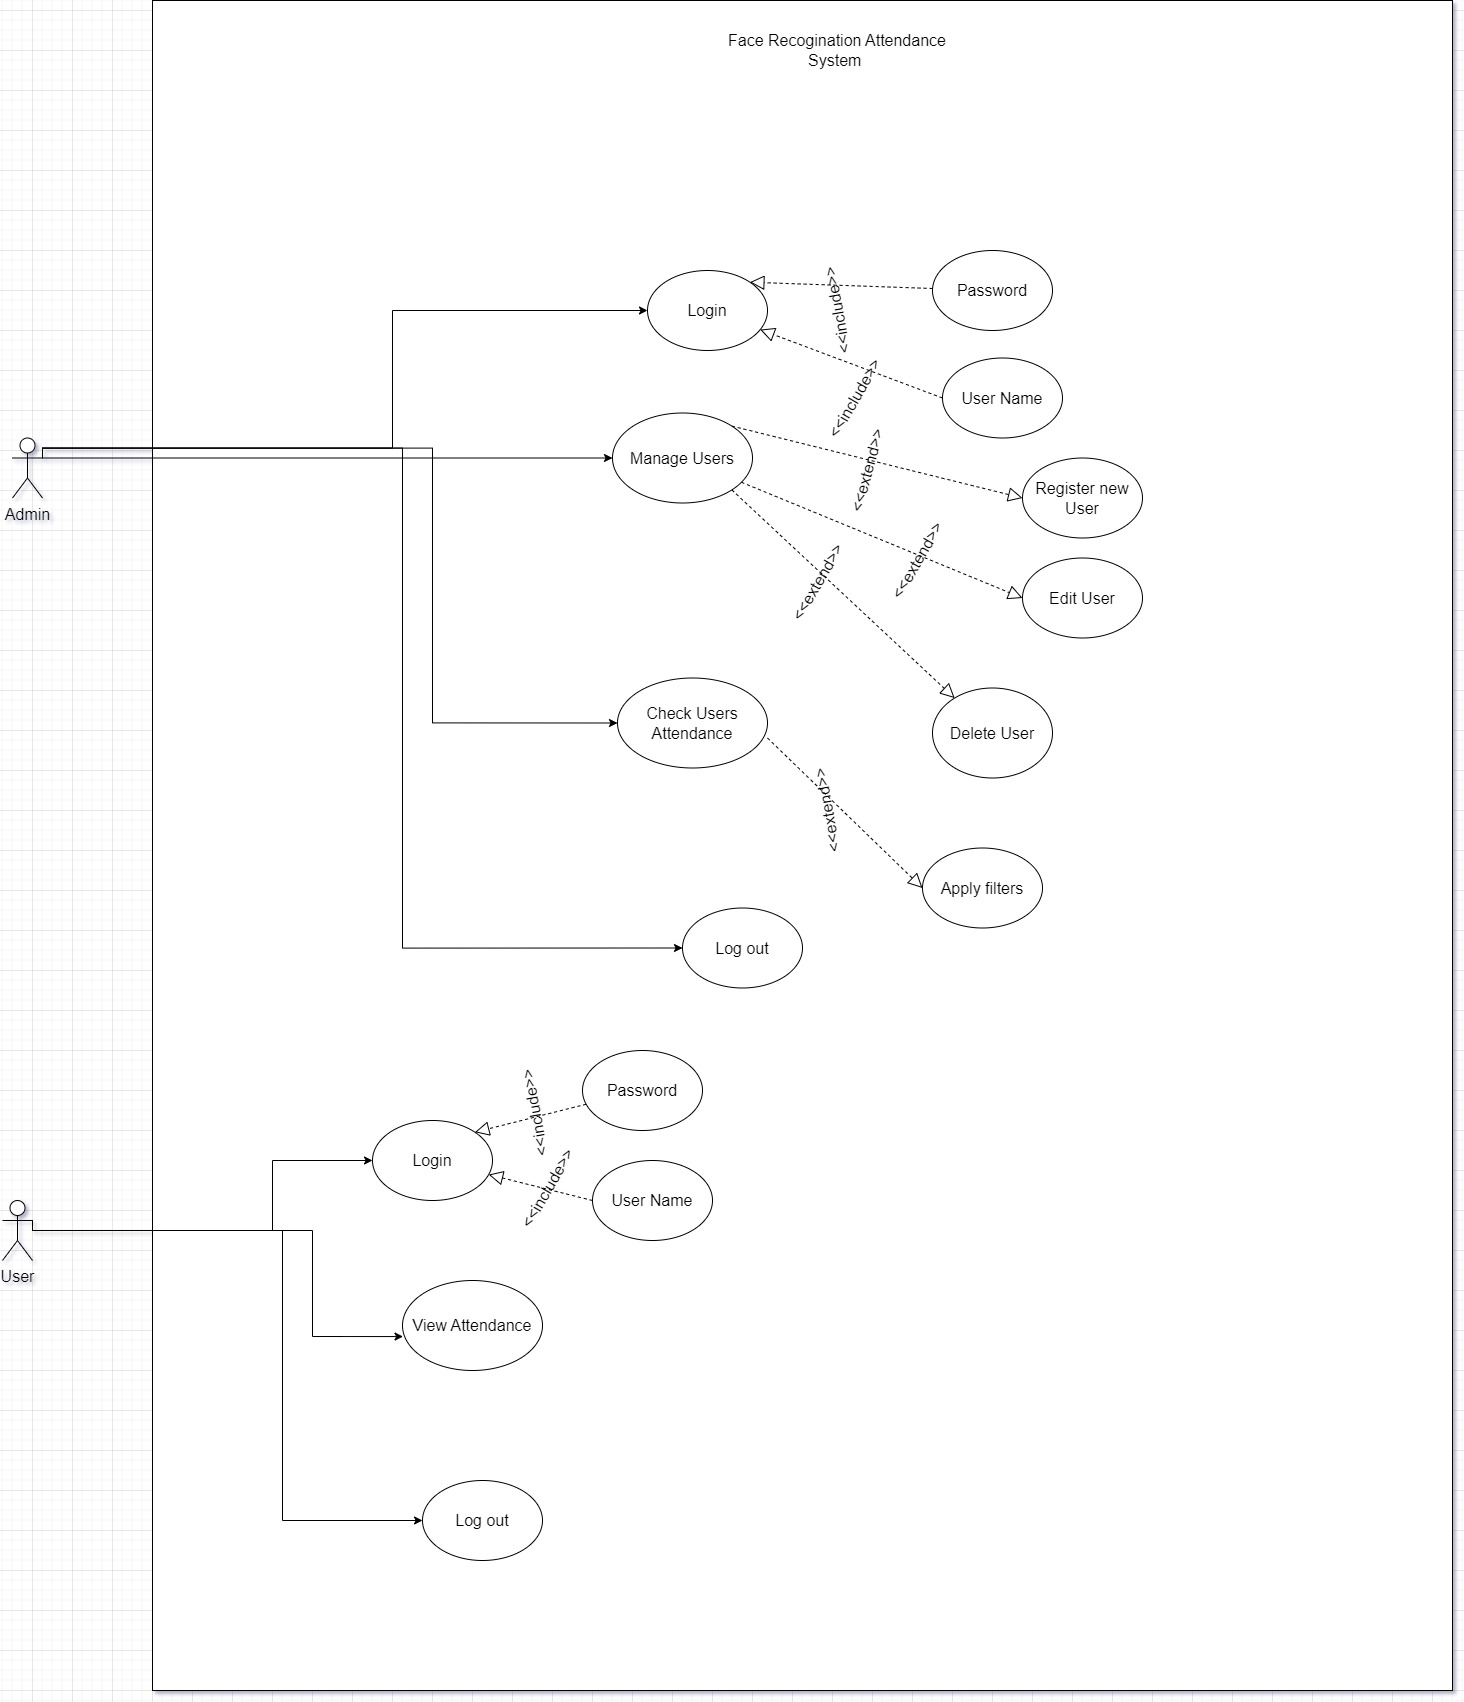 Face Recogination Attendance
System
Password
<<include>>
Login
User Name
<<include>>
Admin
Manage Users
<<extend>>
Register new
User
<<extend>>
Edit User
<<extend>>
Check Users
Attendance
Delete User
<<extend>>
Apply filters
Log out
Password
<<include>>
Login
<<include>>
User Name
User
View Attendance
Log out